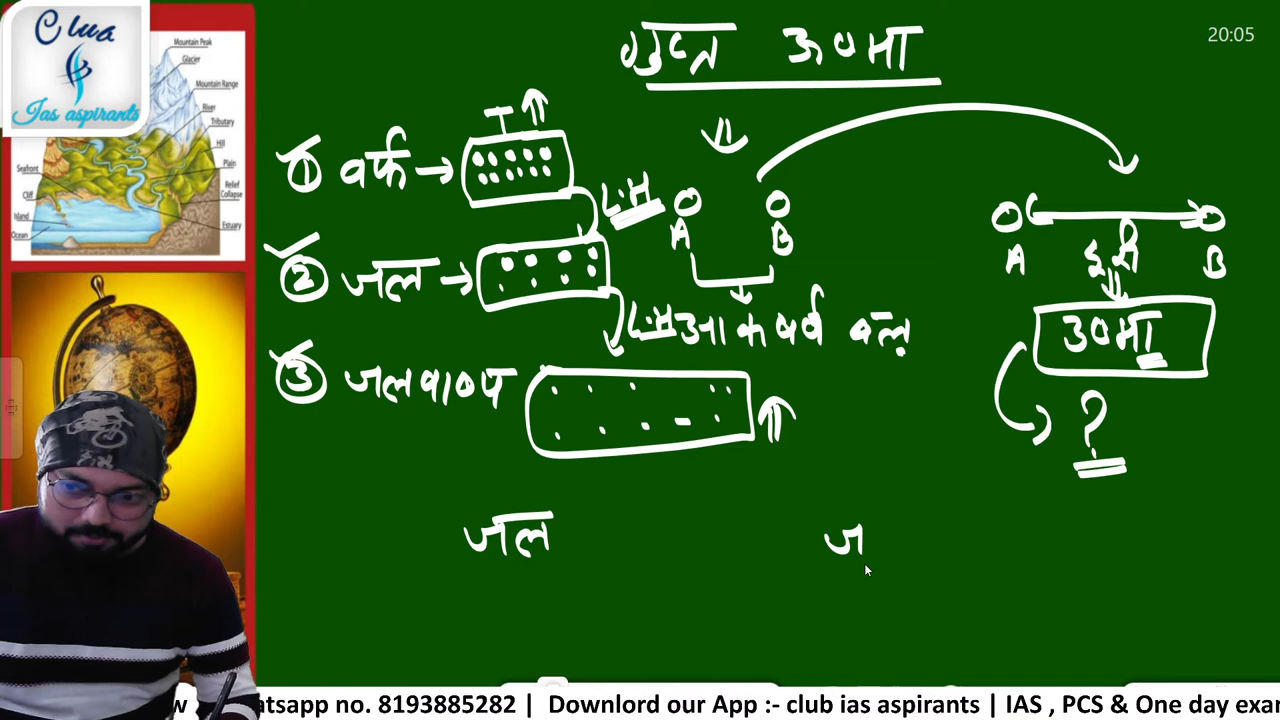 Clua
Ias aspirants
20:05
Mountain Peak
Glacier
Mountain Range
River
Tributary
Hill
Seafront
Plain
Cliff
Relief
Collapse
Island
Estuary
Ocean
गुप्त ऊष्मा
T
① बर्फ →
L.H
A B
② जल →
L.H
आकर्षण बल
③ जलवाष्प
A दूरी B
ऊष्मा
?
जल ज
atsapp no. 8193885282 | Downlord our App :- club ias aspirants | IAS , PCS & One day exa